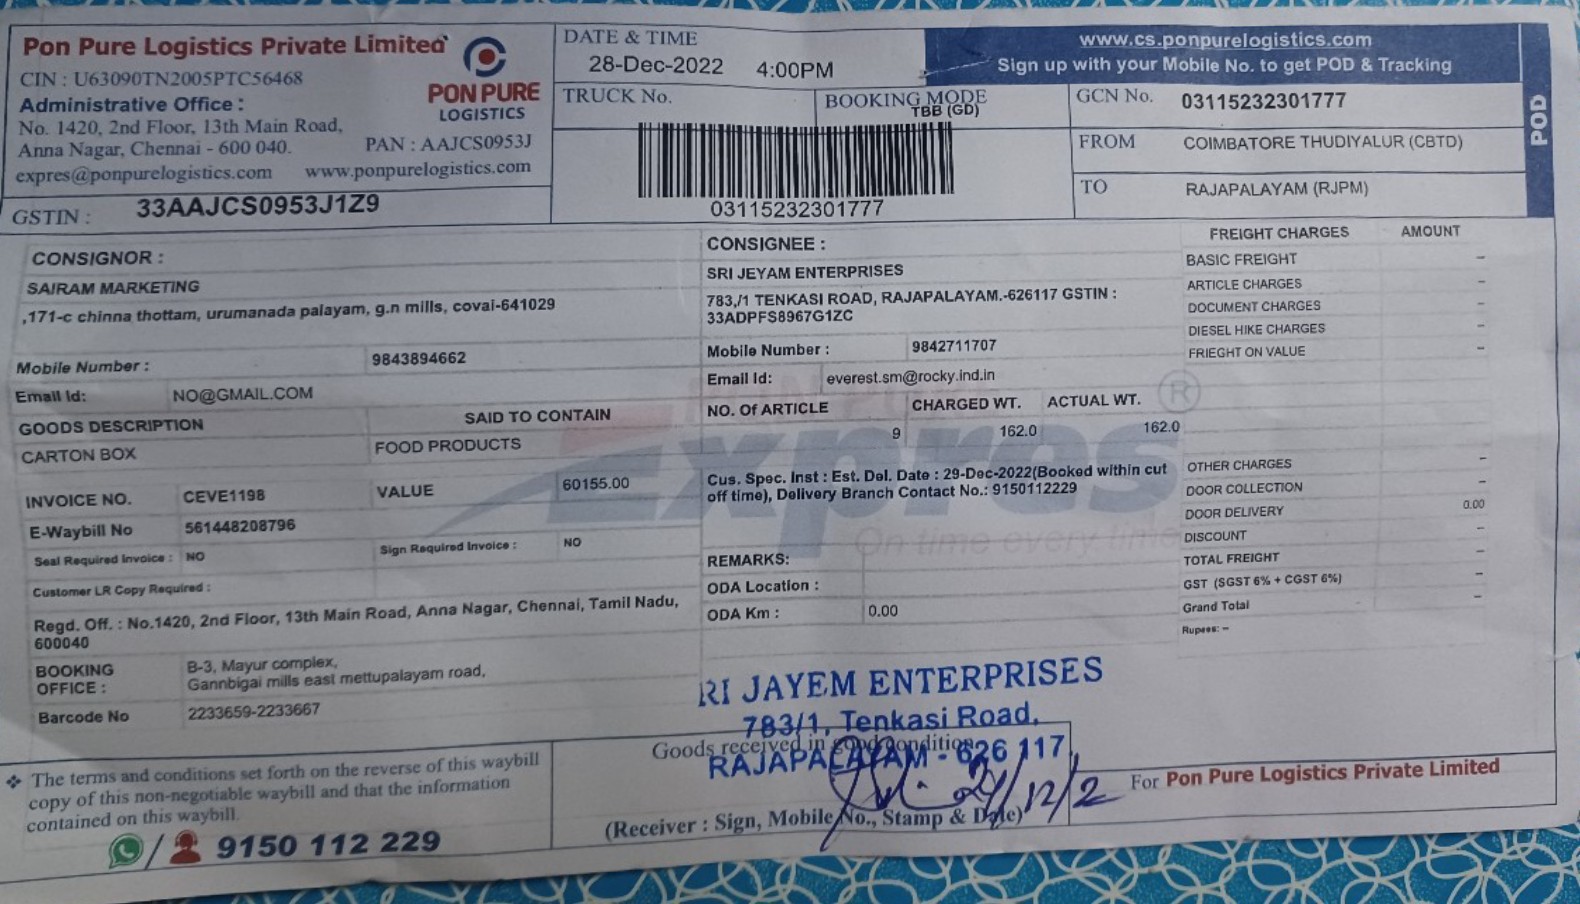 Pon Pure Logistics Private Limited
CIN : U63090TN2005PTC56468
Administrative Office :
No. 1420, 2nd Floor, 13th Main Road,
Anna Nagar, Chennai - 600 040.
PAN : AAJCS0953J
expres@ponpurelogistics.com www.ponpurelogistics.com
GSTIN : 33AAJCS0953J1Z9
PON PURE
LOGISTICS
DATE & TIME
28-Dec-2022 4:00PM
TRUCK No.
BOOKING MODE
TBB (GD)
03115232301777
www.cs.ponpurelogistics.com
Sign up with your Mobile No. to get POD & Tracking
GCN No. 03115232301777
FROM COIMBATORE THUDIYALUR (CBTD)
TO RAJAPALAYAM (RJPM)
POD
CONSIGNOR :
SAIRAM MARKETING
,171-c chinna thottam, urumanada palayam, g.n mills, covai-641029
Mobile Number : 9843894662
Email Id: NO@GMAIL.COM
GOODS DESCRIPTION SAID TO CONTAIN
CARTON BOX FOOD PRODUCTS
INVOICE NO. CEVE1198 VALUE 60155.00
E-Waybill No 561448208796
Seal Required Invoice : NO Sign Required Invoice : NO
Customer LR Copy Required :
Regd. Off. : No.1420, 2nd Floor, 13th Main Road, Anna Nagar, Chennai, Tamil Nadu,
600040
BOOKING
OFFICE :
B-3, Mayur complex,
Gannbigai mills east mettupalayam road,
Barcode No 2233659-2233667
CONSIGNEE :
SRI JEYAM ENTERPRISES
783,/1 TENKASI ROAD, RAJAPALAYAM.-626117 GSTIN :
33ADPFS8967G1ZC
Mobile Number : 9842711707
Email Id: everest.sm@rocky.ind.in
NO. Of ARTICLE CHARGED WT. ACTUAL WT.
9 162.0 162.0
Cus. Spec. Inst : Est. Del. Date : 29-Dec-2022(Booked within cut
off time), Delivery Branch Contact No.: 9150112229
REMARKS:
ODA Location :
ODA Km : 0.00
Expres
On time every time
®
FREIGHT CHARGES AMOUNT
BASIC FREIGHT –
ARTICLE CHARGES –
DOCUMENT CHARGES –
DIESEL HIKE CHARGES –
FRIEGHT ON VALUE –
OTHER CHARGES –
DOOR COLLECTION –
DOOR DELIVERY 0.00
DISCOUNT –
TOTAL FREIGHT –
GST (SGST 6% + CGST 6%) –
Grand Total –
Rupees: –
RI JAYEM ENTERPRISES
783/1, Tenkasi Road,
RAJAPALAYAM - 626 117
Goods received in good condition
(Receiver : Sign, Mobile No., Stamp & Date)
For Pon Pure Logistics Private Limited
❖ The terms and conditions set forth on the reverse of this waybill
copy of this non-negotiable waybill and that the information
contained on this waybill.
/ 9150 112 229